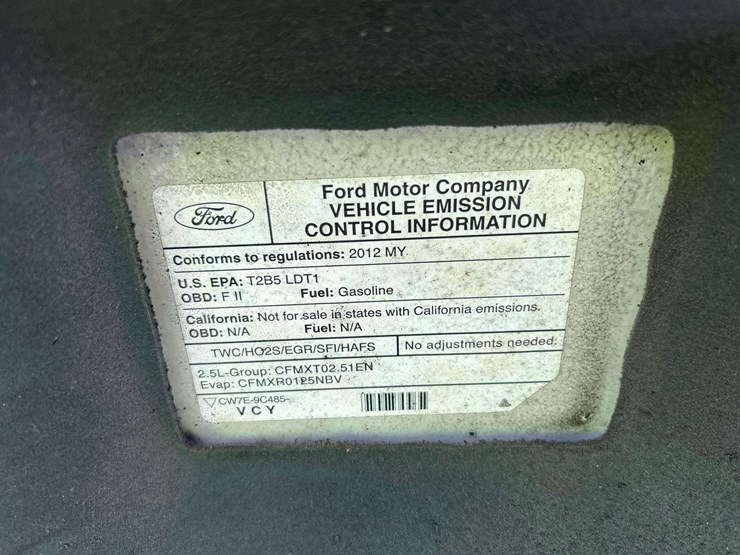 Ford
Ford Motor Company
VEHICLE EMISSION
CONTROL INFORMATION
Conforms to regulations: 2012 MY
U.S. EPA: T2B5 LDT1
OBD: F II Fuel: Gasoline
California: Not for sale in states with California emissions.
OBD: N/A Fuel: N/A
TWC/HO2S/EGR/SFI/HAFS
No adjustments needed.
2.5L-Group: CFMXT02.51EN
Evap: CFMXR0125NBV
CW7E-9C485-
VCY